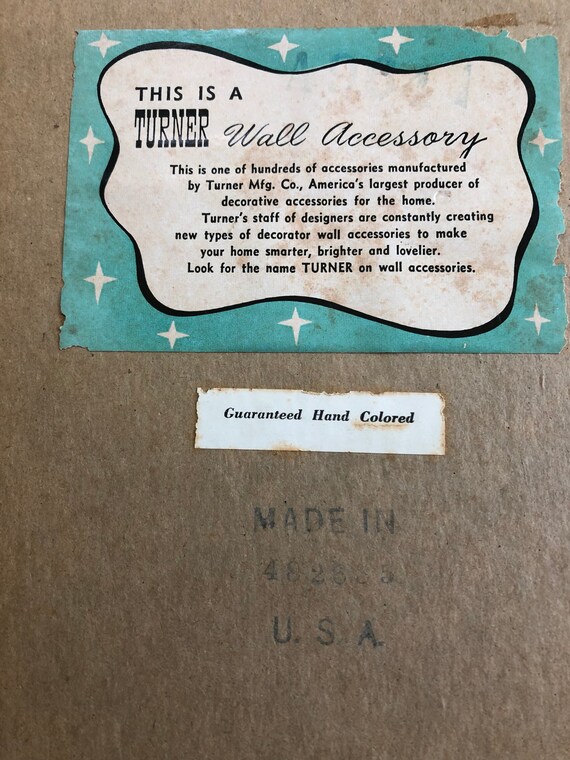 THIS IS A
TURNER Wall Accessory
This is one of hundreds of accessories manufactured
by Turner Mfg. Co., America's largest producer of
decorative accessories for the home.
Turner's staff of designers are constantly creating
new types of decorator wall accessories to make
your home smarter, brighter and lovelier.
Look for the name TURNER on wall accessories.
Guaranteed Hand Colored
MADE IN
U. S. A.